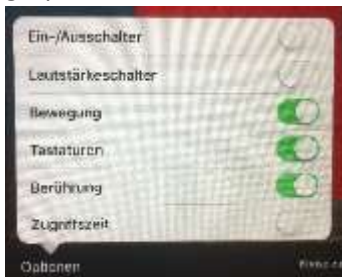 Ein-/Ausschalter
Lautstärkeschalter
Bewegung
Tastaturen
Berührung
Zugriffszeit
Optionen